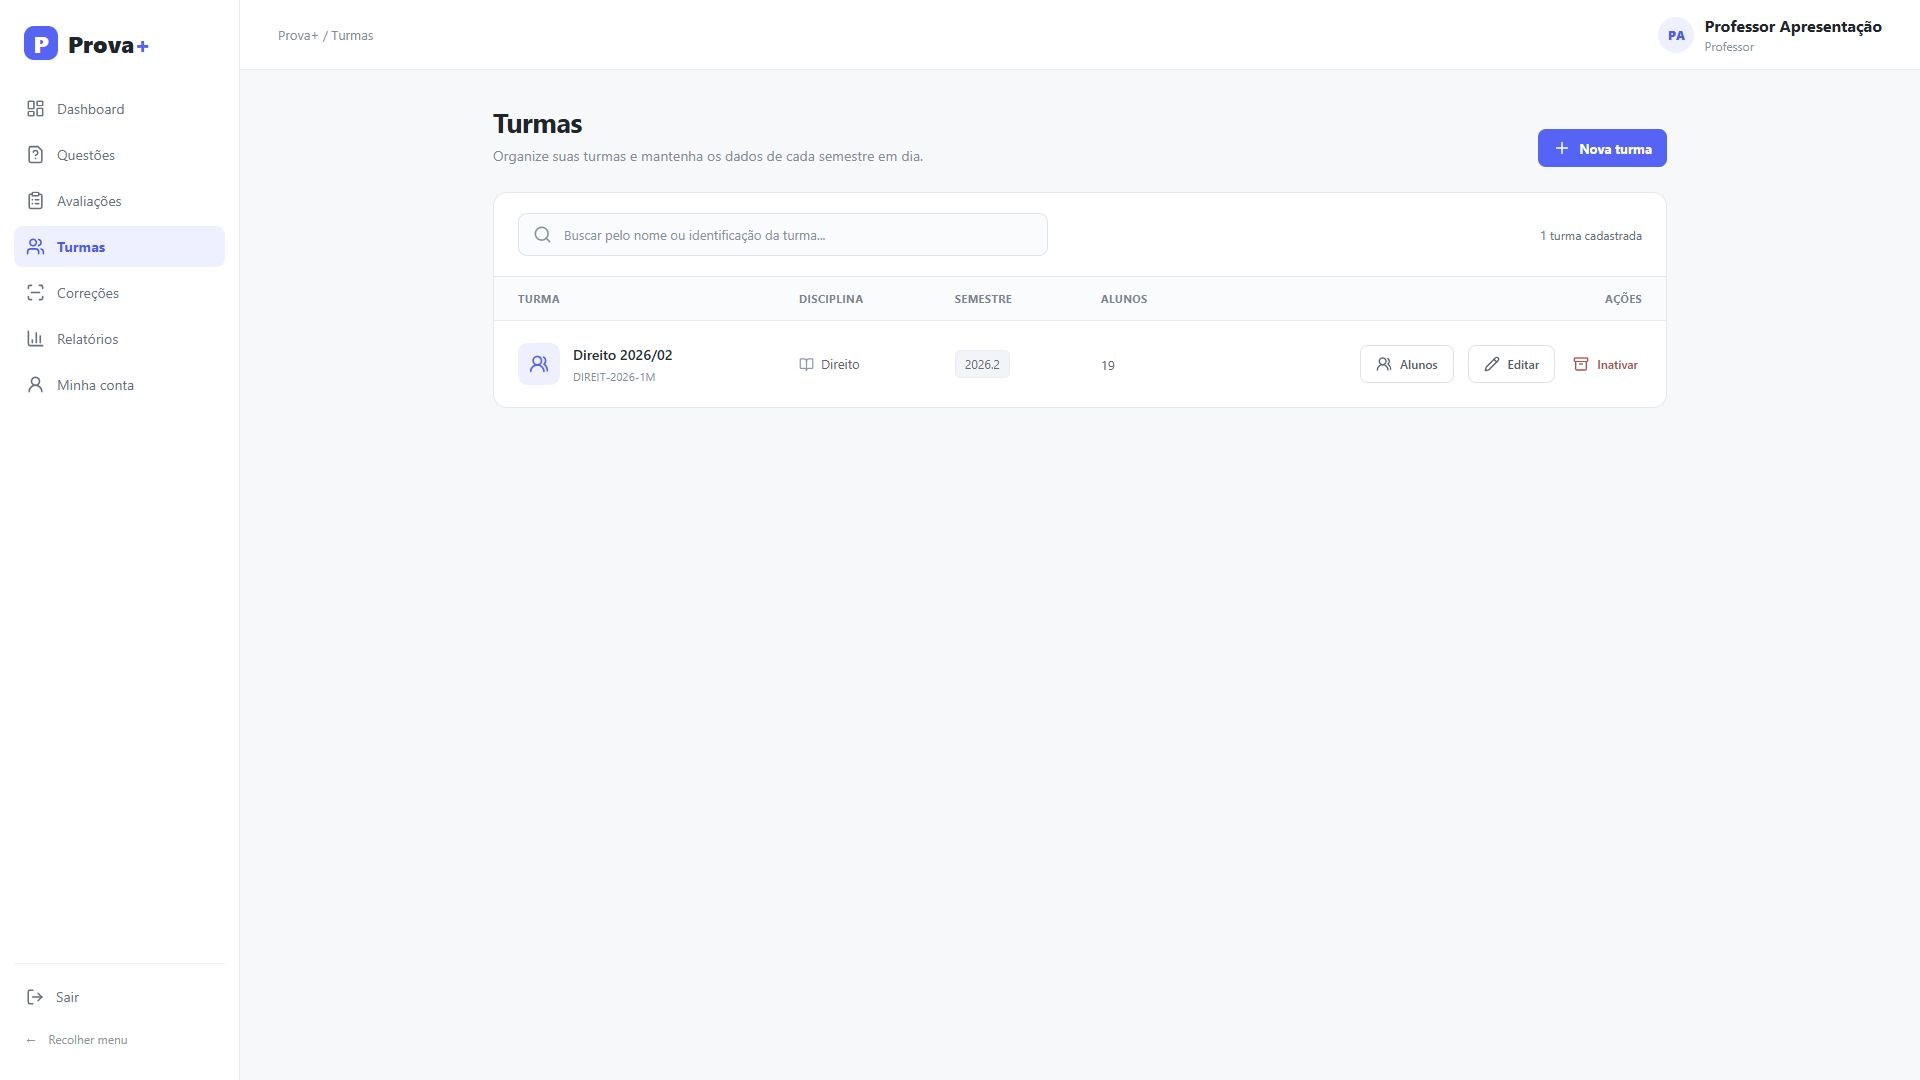 P Prova+
Dashboard
Questões
Avaliações
Turmas
Correções
Relatórios
Minha conta
Sair
← Recolher menu
Prova+ / Turmas
PA
Professor Apresentação
Professor
Turmas
Organize suas turmas e mantenha os dados de cada semestre em dia.
+ Nova turma
Buscar pelo nome ou identificação da turma...
1 turma cadastrada
TURMA DISCIPLINA SEMESTRE ALUNOS AÇÕES
Direito 2026/02
DIREIT-2026-1M
Direito
2026.2
19
Alunos
Editar
Inativar